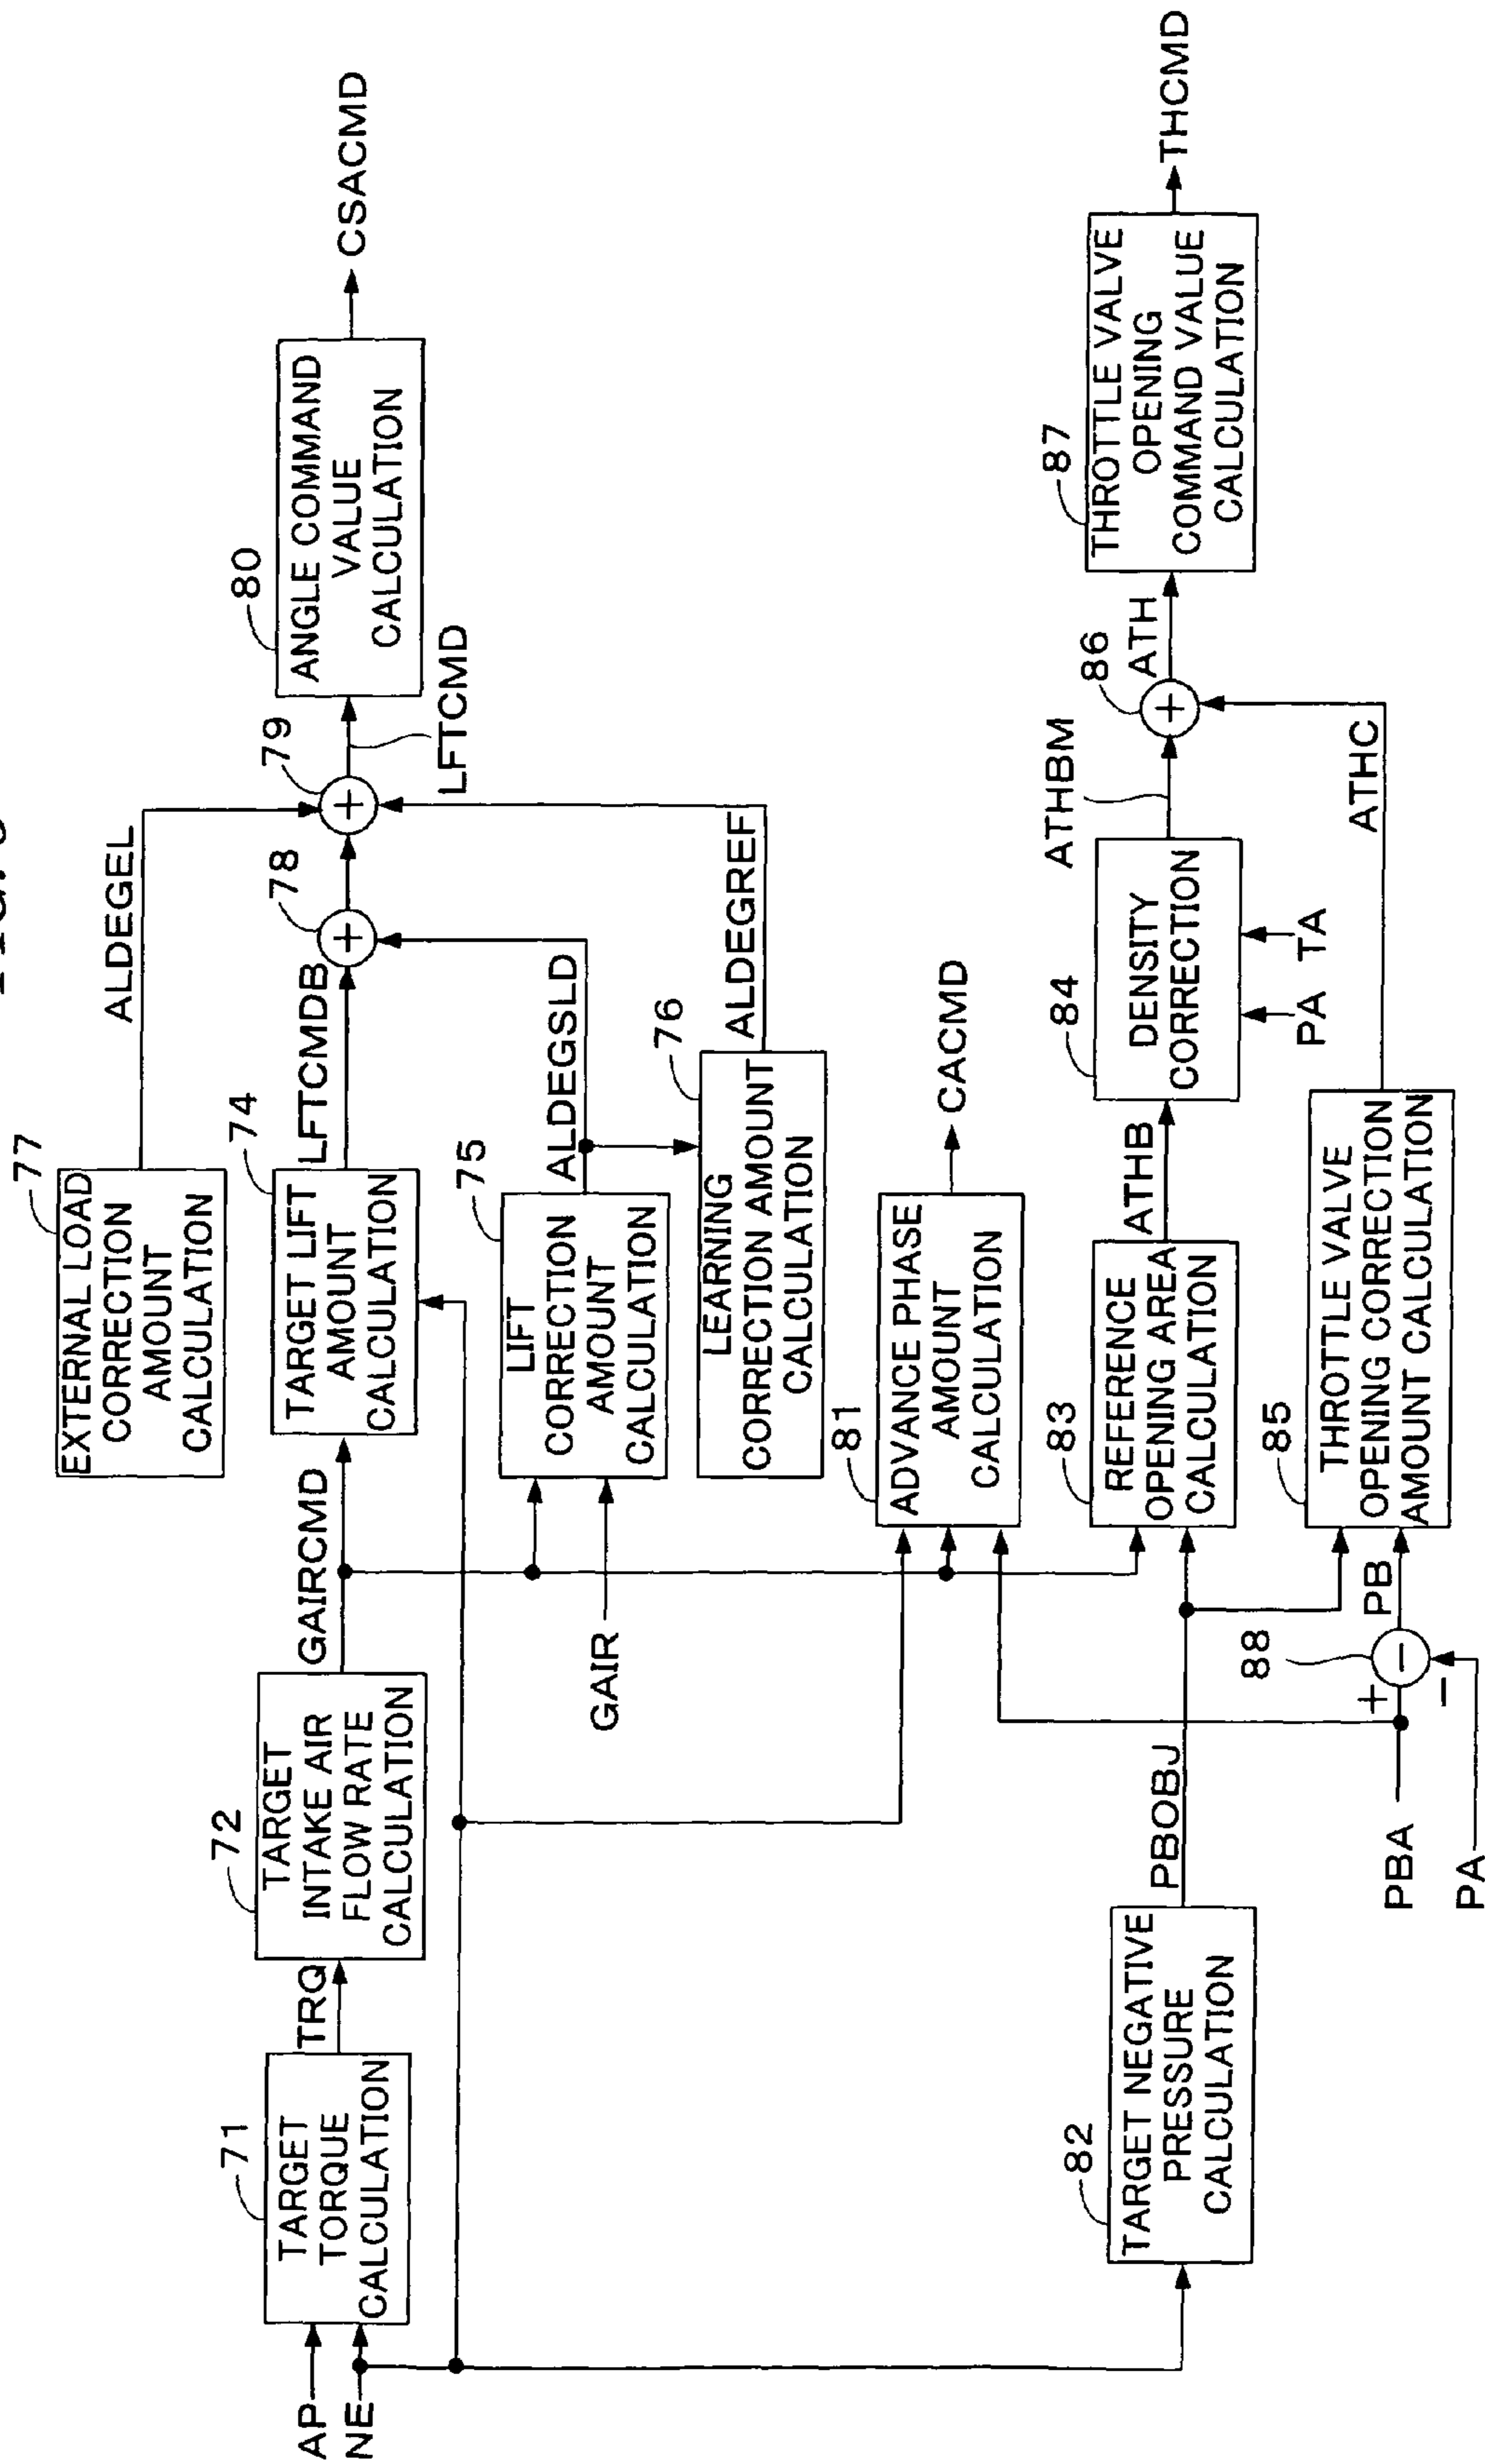 77
EXTERNAL LOAD
CORRECTION
AMOUNT
CALCULATION
ALDEGEL
AP
NE
71
TARGET
TORQUE
CALCULATION
TRQ
72
TARGET
INTAKE AIR
FLOW RATE
CALCULATION
GAIRCMD
74
TARGET LIFT
AMOUNT
CALCULATION
LFTCMDB
78
+
79
+
LFTCMD
80
ANGLE COMMAND
VALUE
CALCULATION
CSACMD
GAIR
75
LIFT
CORRECTION
AMOUNT
CALCULATION
ALDEGSLD
76
LEARNING
CORRECTION AMOUNT
CALCULATION
ALDEGREF
81
ADVANCE PHASE
AMOUNT
CALCULATION
CACMD
82
TARGET NEGATIVE
PRESSURE
CALCULATION
PBOBJ
83
REFERENCE
OPENING AREA
CALCULATION
ATHB
84
DENSITY
CORRECTION
PA
TA
ATHBM
86
+
ATH
87
THROTTLE VALVE
OPENING
COMMAND VALUE
CALCULATION
THCMD
PBA
PA
88
+
-
-
PB
85
THROTTLE VALVE
OPENING CORRECTION
AMOUNT CALCULATION
ATHC